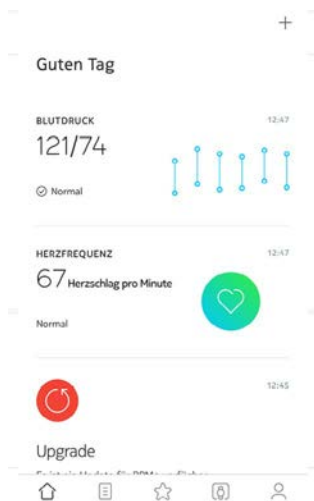 Guten Tag
BLUTDRUCK 12:47
121/74
Normal
HERZFREQUENZ 12:47
67 Herzschlag pro Minute
Normal
12:45
Upgrade